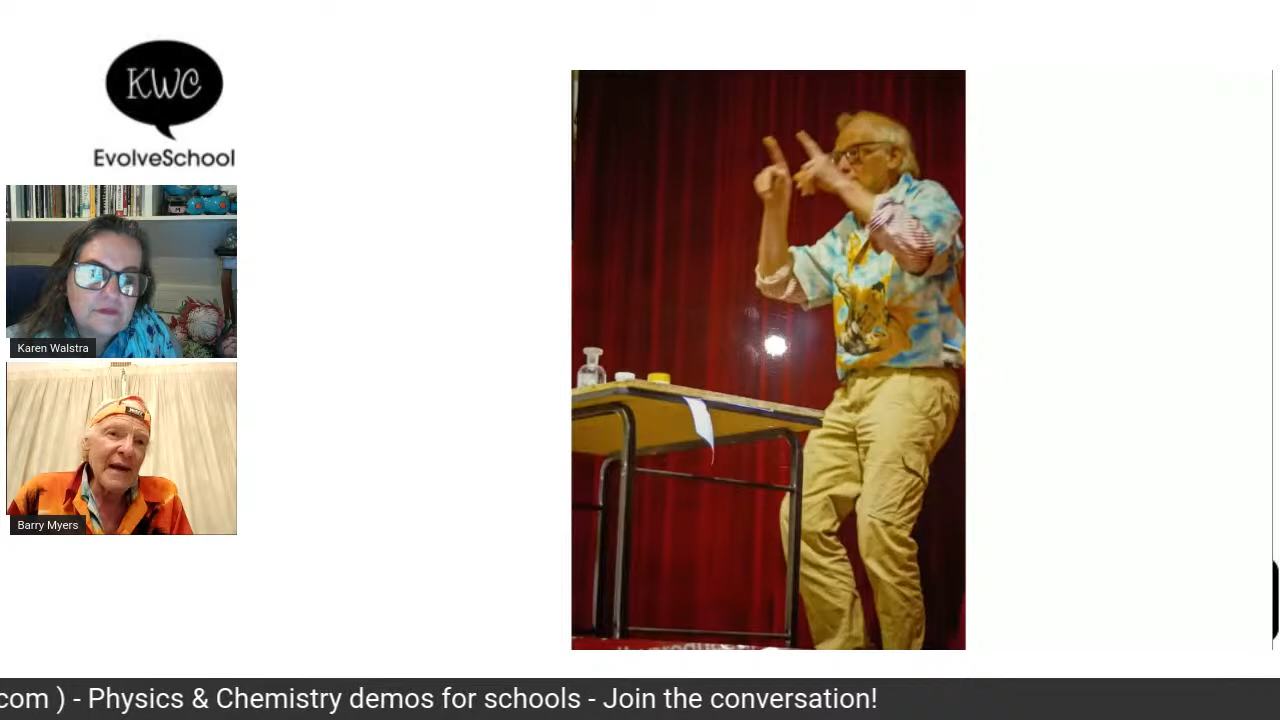 KWC
EvolveSchool
Karen Walstra
Barry Myers
com ) - Physics & Chemistry demos for schools - Join the conversation!